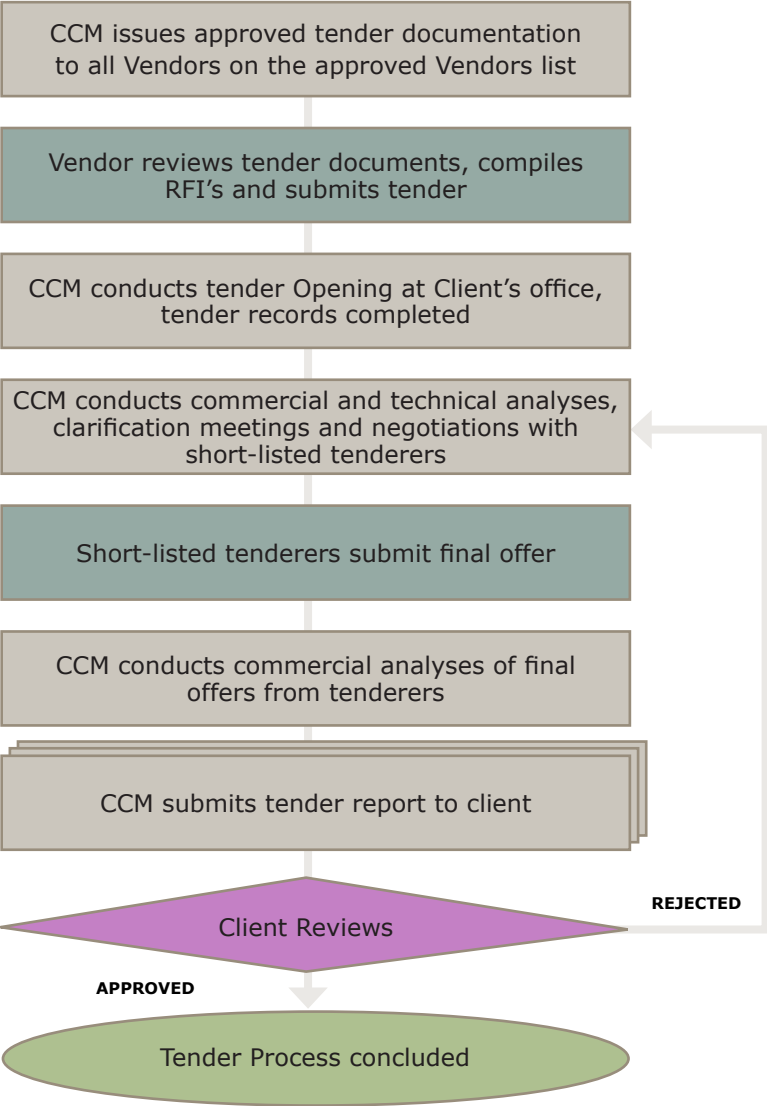 CCM issues approved tender documentation
to all Vendors on the approved Vendors list
Vendor reviews tender documents, compiles
RFI’s and submits tender
CCM conducts tender Opening at Client’s office,
tender records completed
CCM conducts commercial and technical analyses,
clarification meetings and negotiations with
short-listed tenderers
Short-listed tenderers submit final offer
CCM conducts commercial analyses of final
offers from tenderers
CCM submits tender report to client
Client Reviews
REJECTED
APPROVED
Tender Process concluded